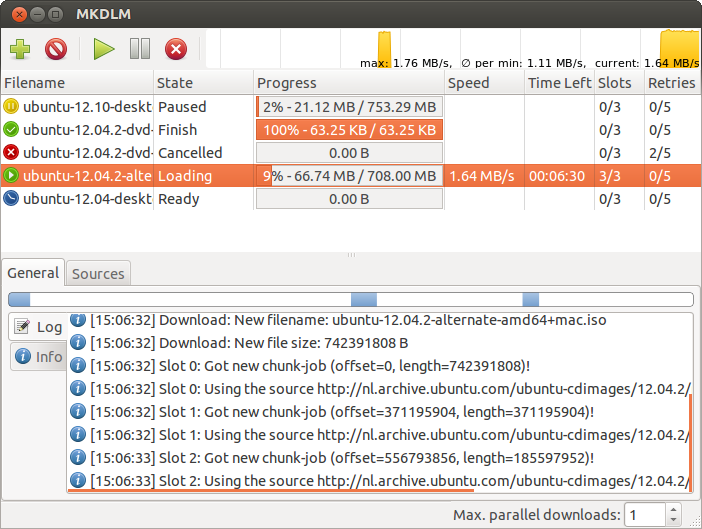 MKDLM
max: 1.76 MB/s, ∅ per min: 1.11 MB/s, current: 1.64 MB/s
Filename State Progress Speed Time Left Slots Retries
ubuntu-12.10-deskt Paused 2% - 21.12 MB / 753.29 MB 0/3 0/5
ubuntu-12.04.2-dvd- Finish 100% - 63.25 KB / 63.25 KB 0/3 0/5
ubuntu-12.04.2-dvd- Cancelled 0.00 B 0/3 2/5
ubuntu-12.04.2-alte Loading 9% - 66.74 MB / 708.00 MB 1.64 MB/s 00:06:30 3/3 0/5
ubuntu-12.04-deskt Ready 0.00 B 0/3 0/5
General Sources
Log
Info
[15:06:32] Download: New filename: ubuntu-12.04.2-alternate-amd64+mac.iso
[15:06:32] Download: New file size: 742391808 B
[15:06:32] Slot 0: Got new chunk-job (offset=0, length=742391808)!
[15:06:32] Slot 0: Using the source http://nl.archive.ubuntu.com/ubuntu-cdimages/12.04.2/
[15:06:32] Slot 1: Got new chunk-job (offset=371195904, length=371195904)!
[15:06:32] Slot 1: Using the source http://nl.archive.ubuntu.com/ubuntu-cdimages/12.04.2/
[15:06:33] Slot 2: Got new chunk-job (offset=556793856, length=185597952)!
[15:06:33] Slot 2: Using the source http://nl.archive.ubuntu.com/ubuntu-cdimages/12.04.2/
Max. parallel downloads: 1